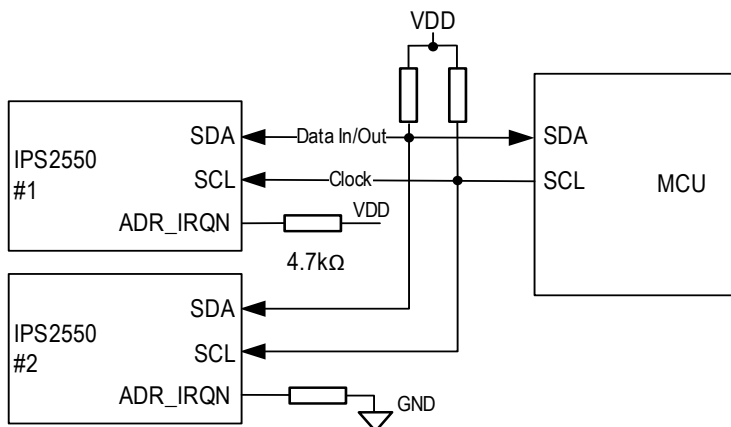 VDD
SDA
Data In/Out
SDA
IPS2550
#1
SCL
Clock
SCL
MCU
ADR_IRQN
VDD
4.7kΩ
SDA
IPS2550
#2
SCL
ADR_IRQN
GND